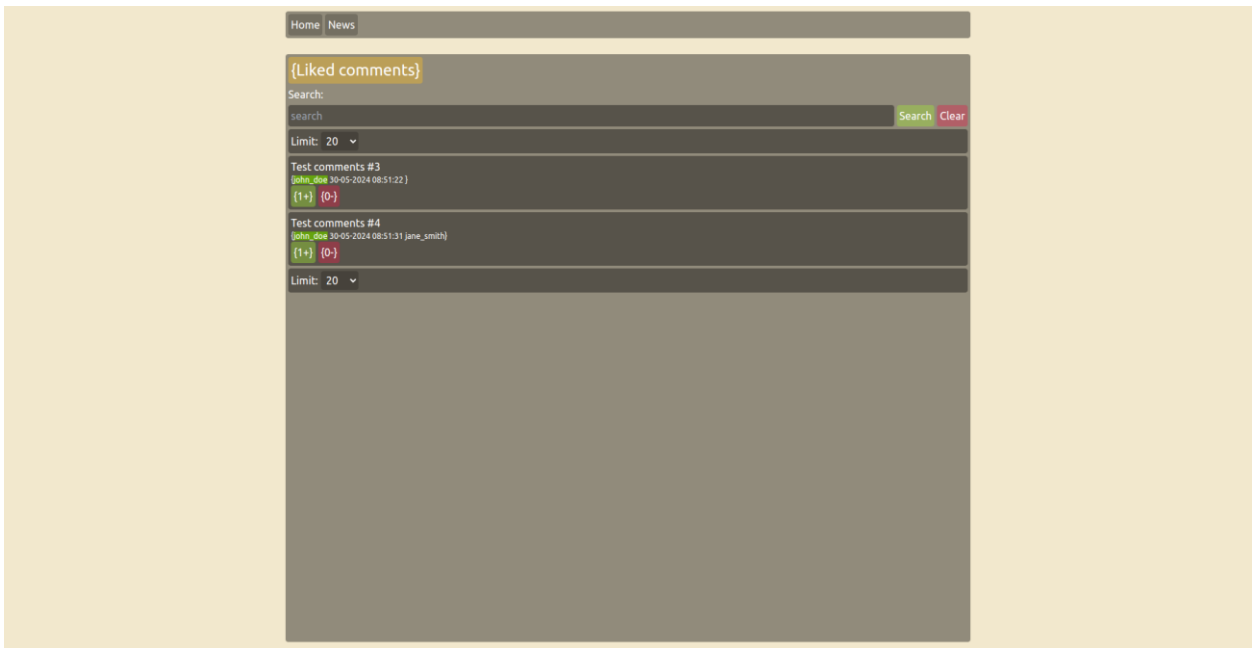 Home News
{Liked comments}
Search:
search Search Clear
Limit: 20
Test comments #3
{john_doe 30-05-2024 08:51:22 }
{1+} {0-}
Test comments #4
{john_doe 30-05-2024 08:51:31 jane_smith}
{1+} {0-}
Limit: 20